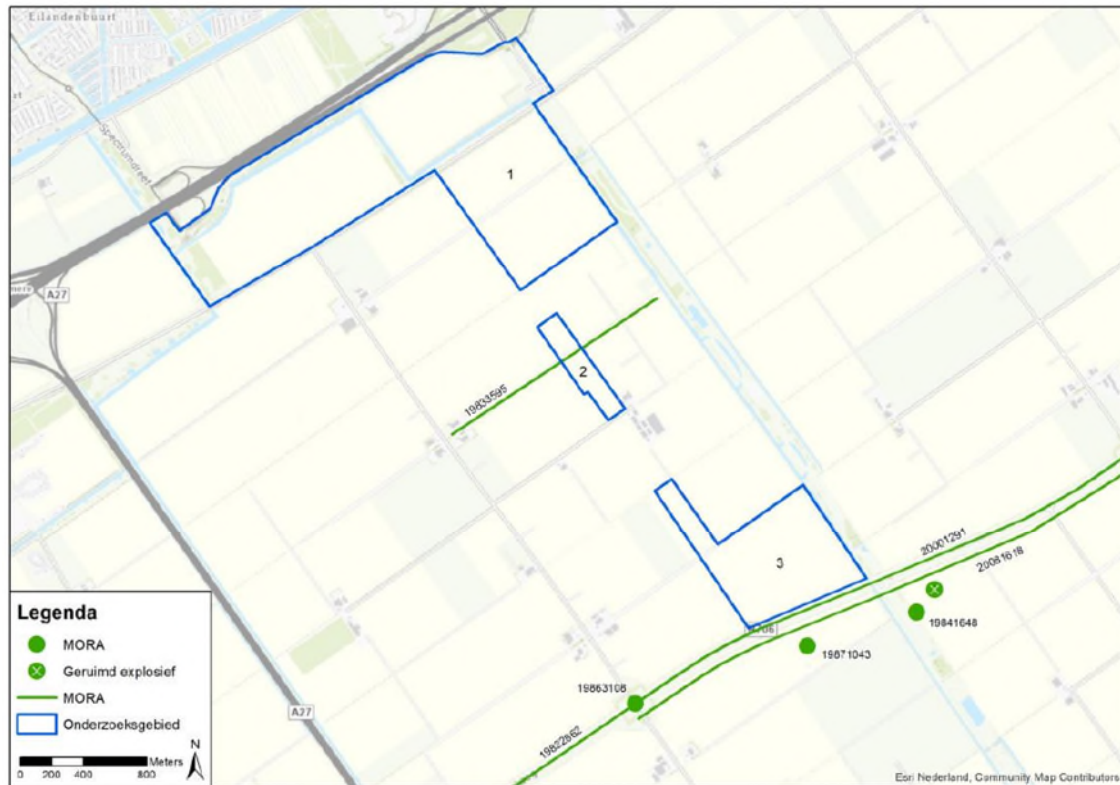 Eilandenbuurt
Spectrumdreef
A27
1
2
19833595
3
20001291
20081618
19841648
19871043
19863108
19822862
A27
Legenda
MORA
Geruimd explosief
MORA
Onderzoeksgebied
N
Meters
0 200 400 800
Esri Nederland, Community Map Contributors